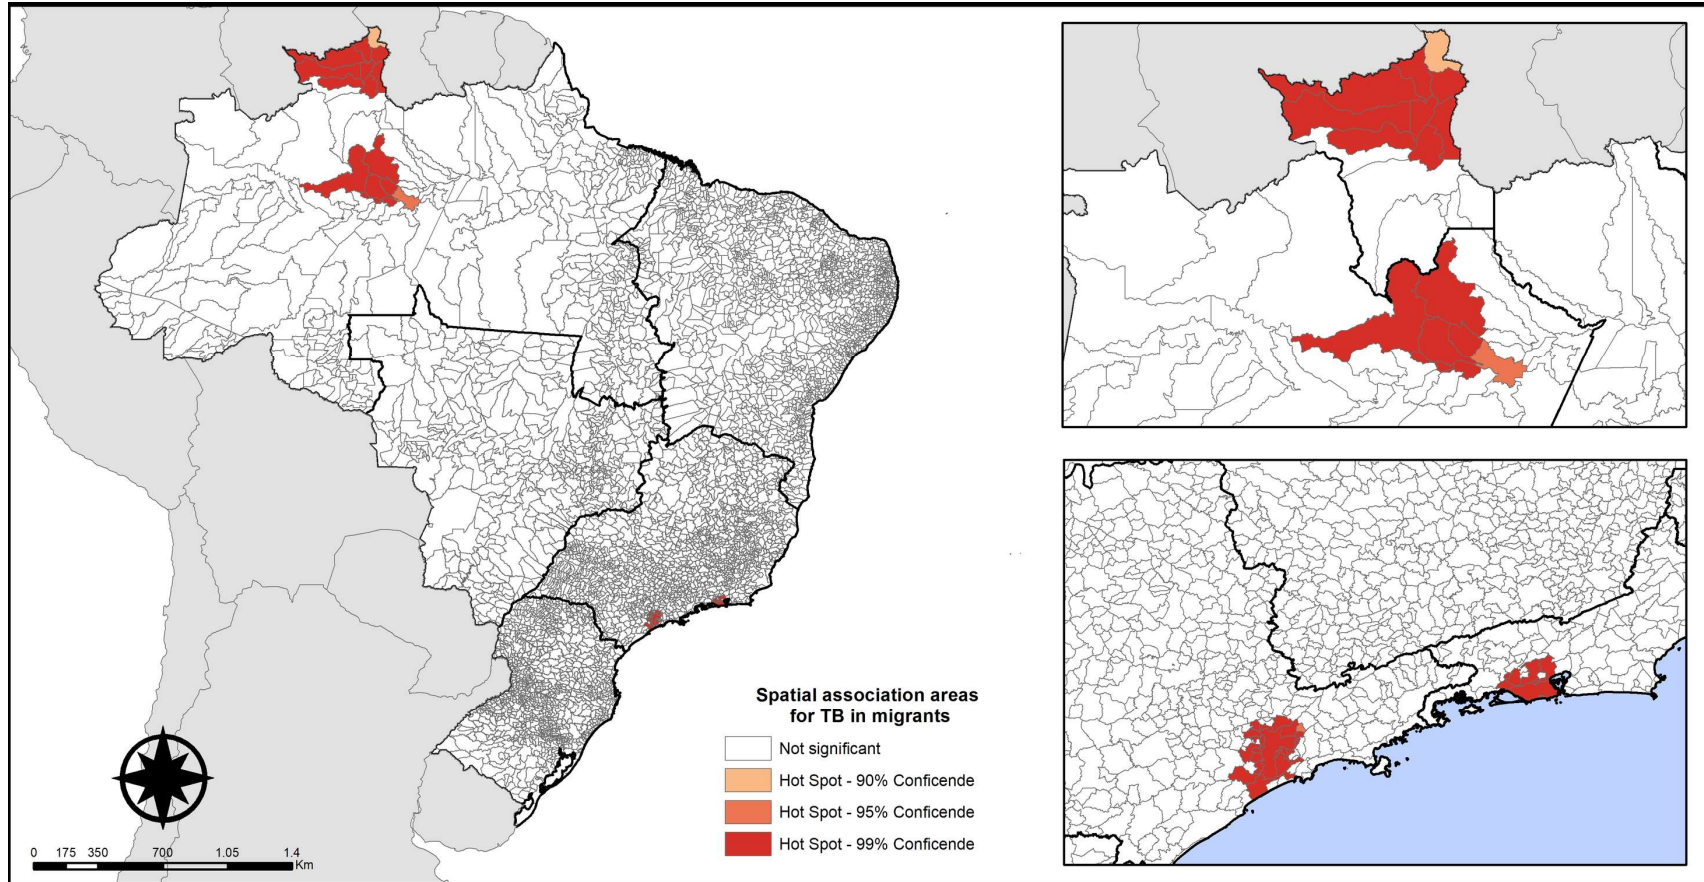 Spatial association areas
for TB in migrants
Not significant
Hot Spot - 90% Conficende
Hot Spot - 95% Conficende
Hot Spot - 99% Conficende
0 175 350 700 1.05 1.4
Km